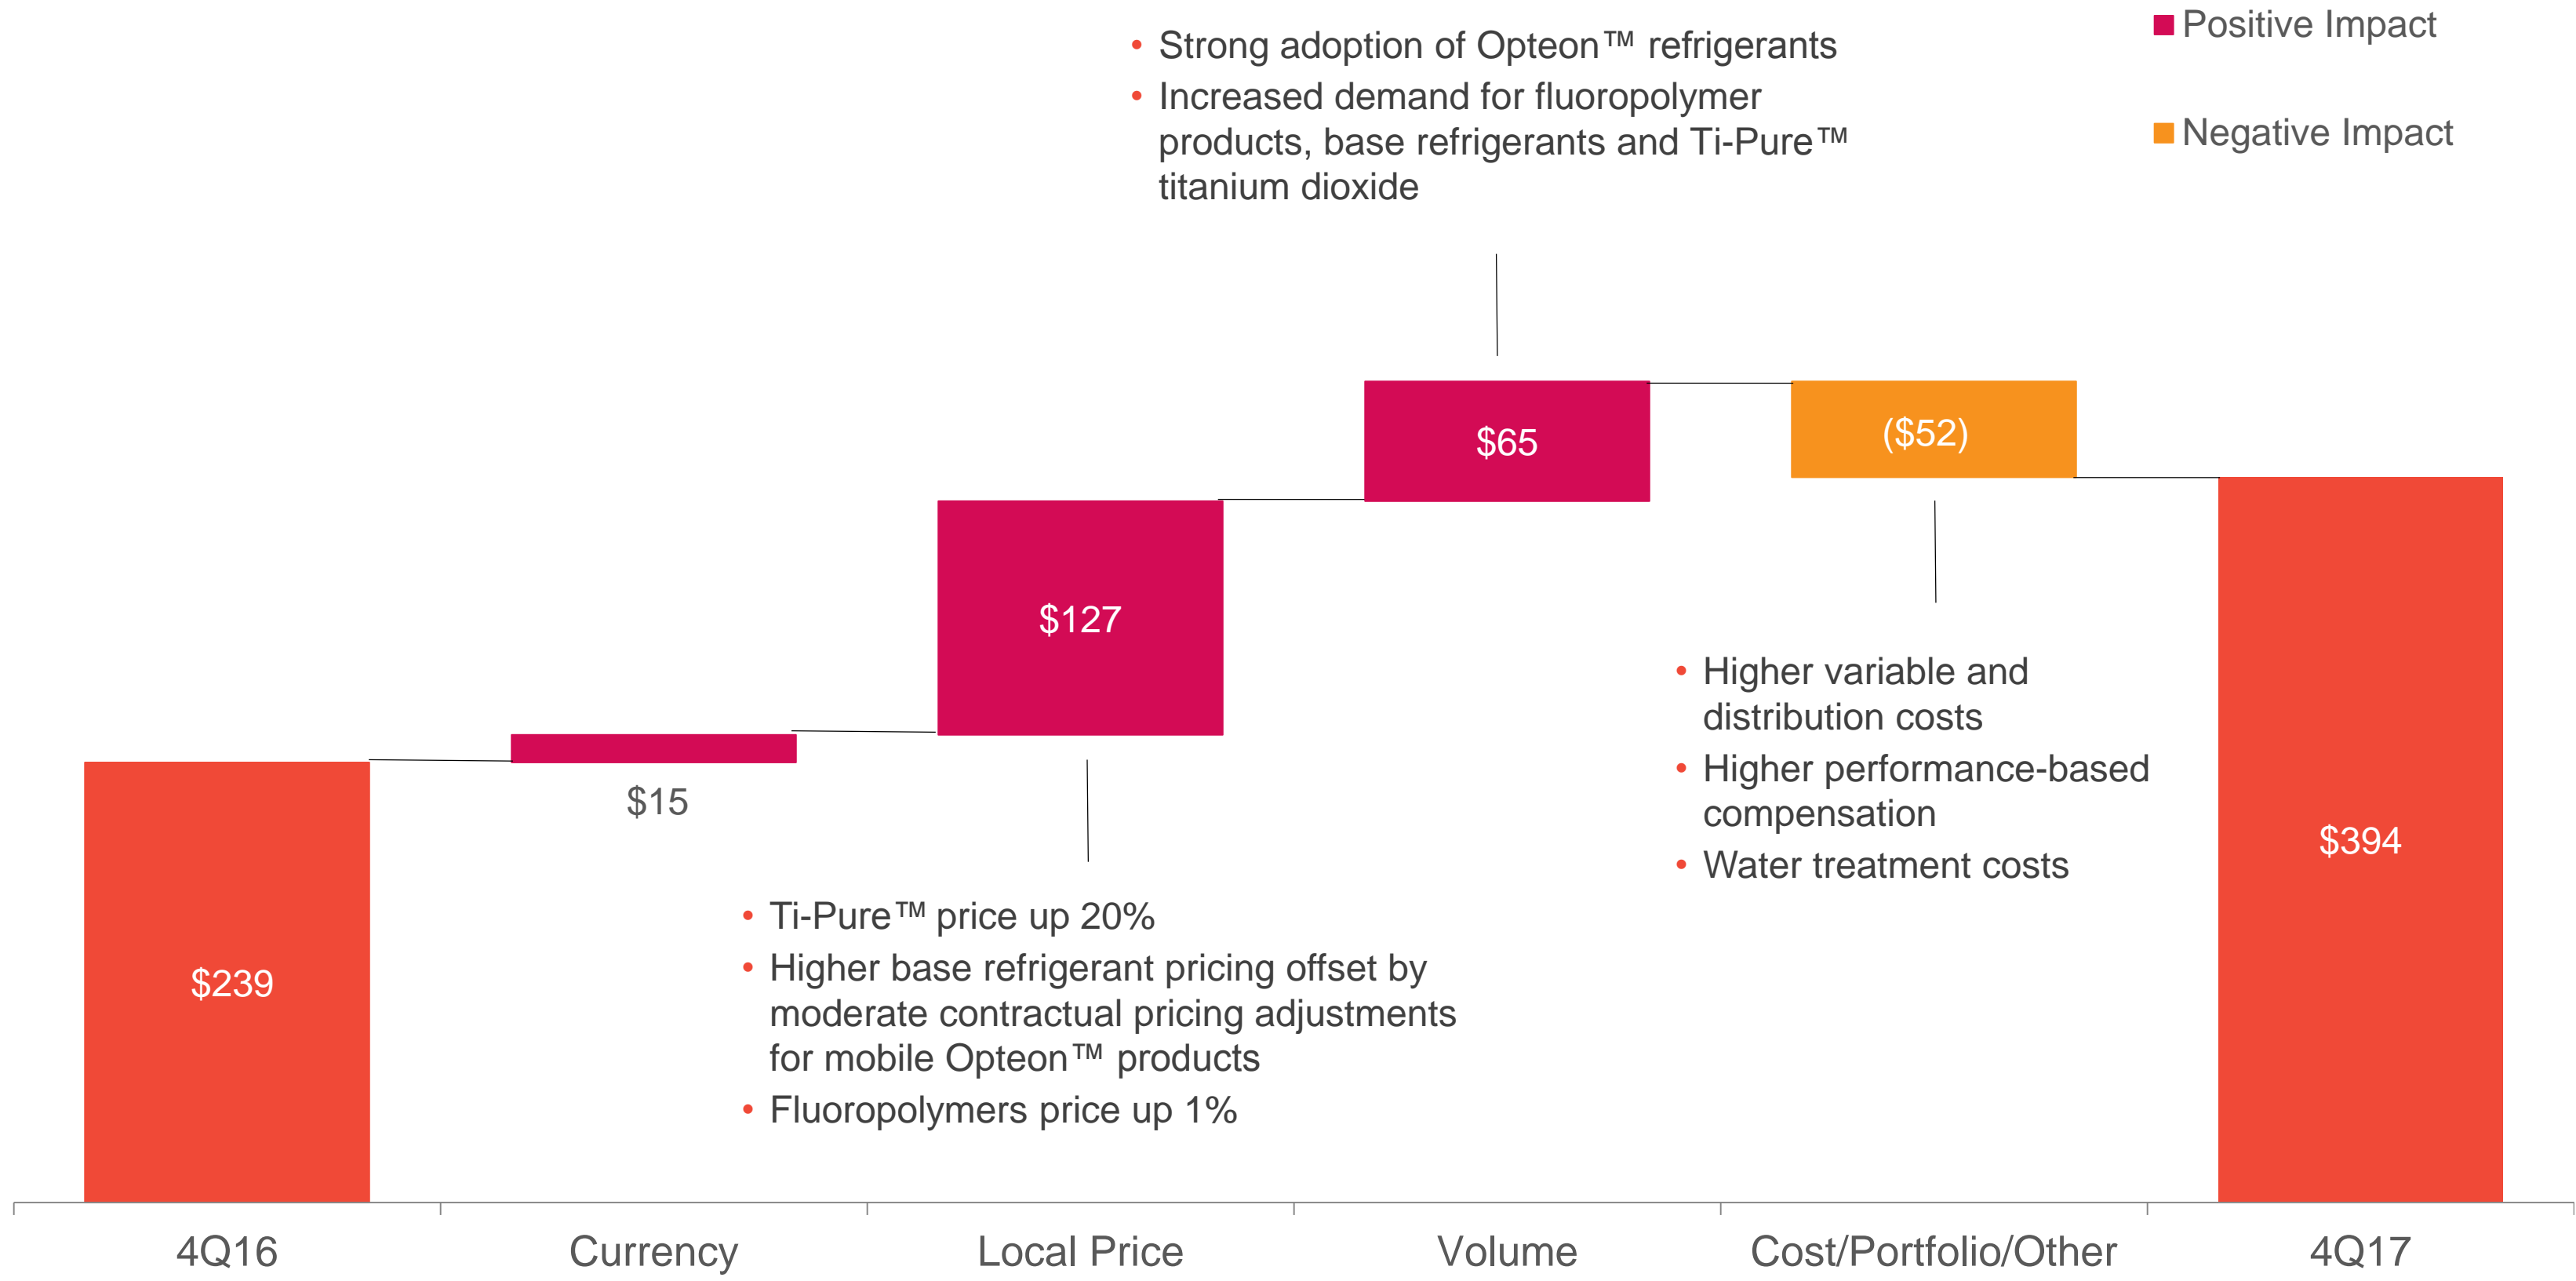 • Strong adoption of Opteon™ refrigerants
• Increased demand for fluoropolymer
products, base refrigerants and Ti-Pure™
titanium dioxide
Positive Impact
Negative Impact
$239
$15
$127
$65
($52)
$394
• Ti-Pure™ price up 20%
• Higher base refrigerant pricing offset by
moderate contractual pricing adjustments
for mobile Opteon™ products
• Fluoropolymers price up 1%
• Higher variable and
distribution costs
• Higher performance-based
compensation
• Water treatment costs
4Q16
Currency
Local Price
Volume
Cost/Portfolio/Other
4Q17